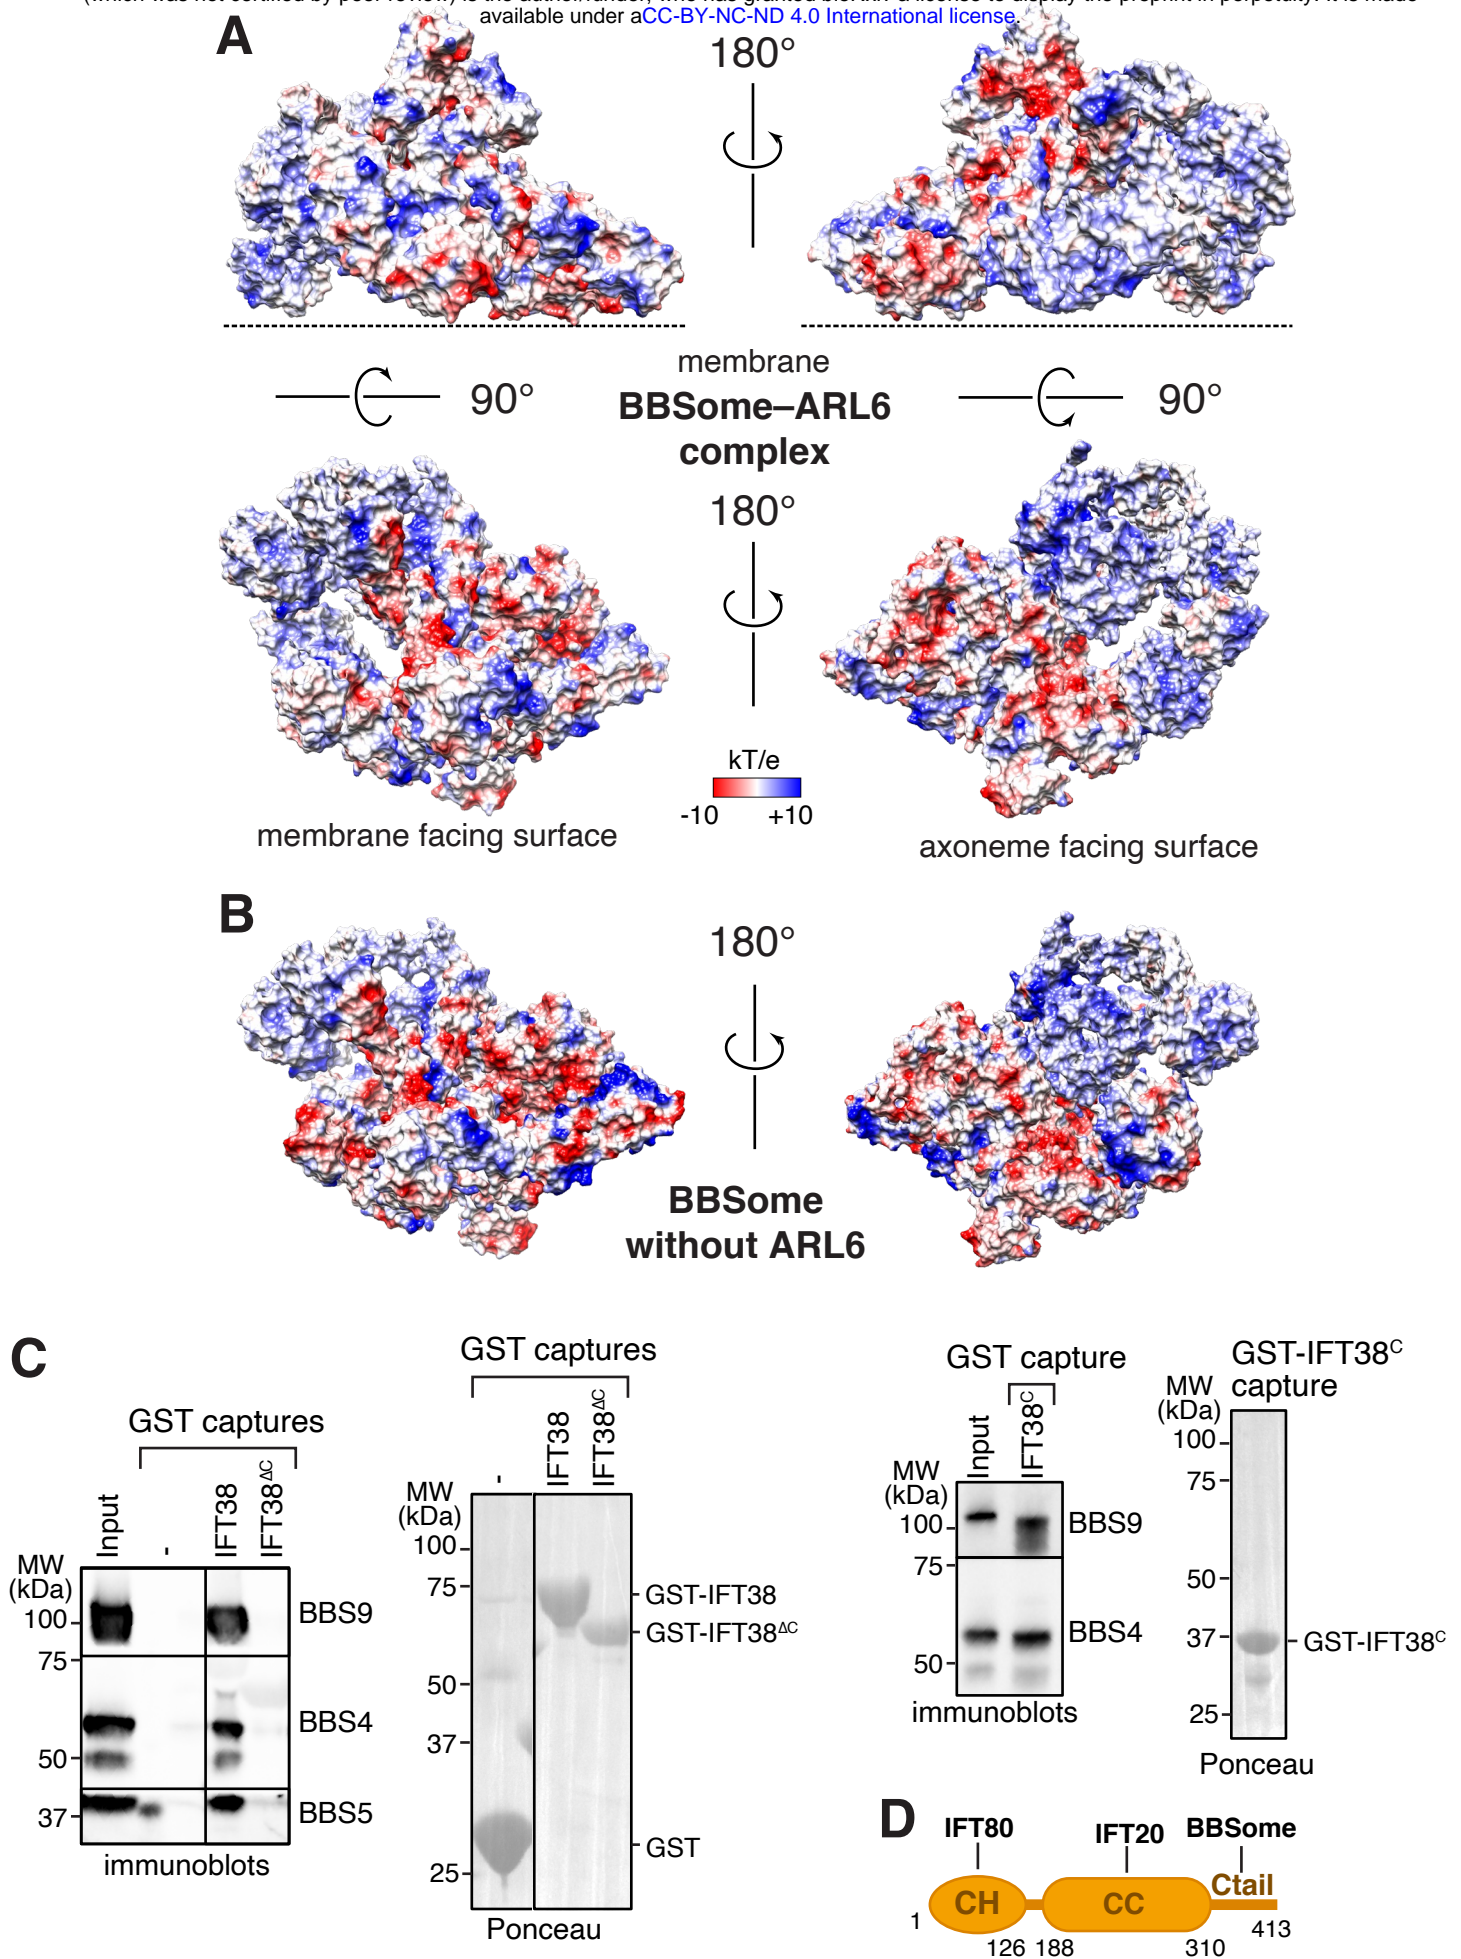 available under aCC-BY-NC-ND 4.0 International license.
A
180°
membrane
90°
BBSome–ARL6
complex
90°
180°
kT/e
-10 +10
membrane facing surface
axoneme facing surface
B
180°
BBSome
without ARL6
C
GST captures
Input
-
IFT38
IFT38ΔC
MW
(kDa)
100
75
50
37
BBS9
BBS4
BBS5
immunoblots
GST captures
-
IFT38
IFT38ΔC
MW
(kDa)
100
75
50
37
25
GST-IFT38
GST-IFT38ΔC
GST
Ponceau
GST capture
Input
IFT38C
MW
(kDa)
100
75
50
BBS9
BBS4
immunoblots
GST-IFT38C
capture
MW
(kDa)
100
75
50
37
25
GST-IFT38C
Ponceau
D
IFT80 IFT20 BBSome
CH CC Ctail
1 126 188 310 413